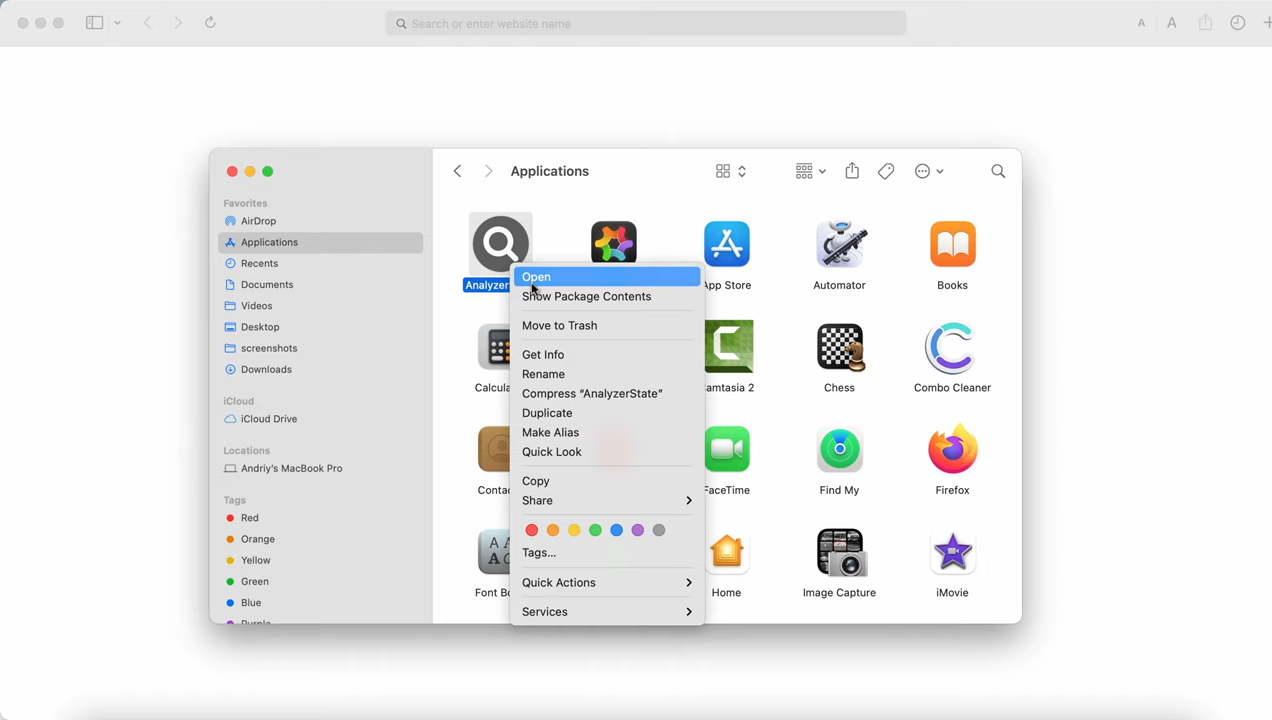 Search or enter website name
A
A
Applications
Favorites
AirDrop
Applications
Recents
Documents
Videos
Desktop
screenshots
Downloads
iCloud
iCloud Drive
Locations
Andriy's MacBook Pro
Tags
Red
Orange
Yellow
Green
Blue
Purple
Analyzer
App Store
Automator
Books
Calcula
Camtasia 2
Chess
Combo Cleaner
Conta
FaceTime
Find My
Firefox
Font Bo
Home
Image Capture
iMovie
Open
Show Package Contents
Move to Trash
Get Info
Rename
Compress “AnalyzerState”
Duplicate
Make Alias
Quick Look
Copy
Share
Tags...
Quick Actions
Services